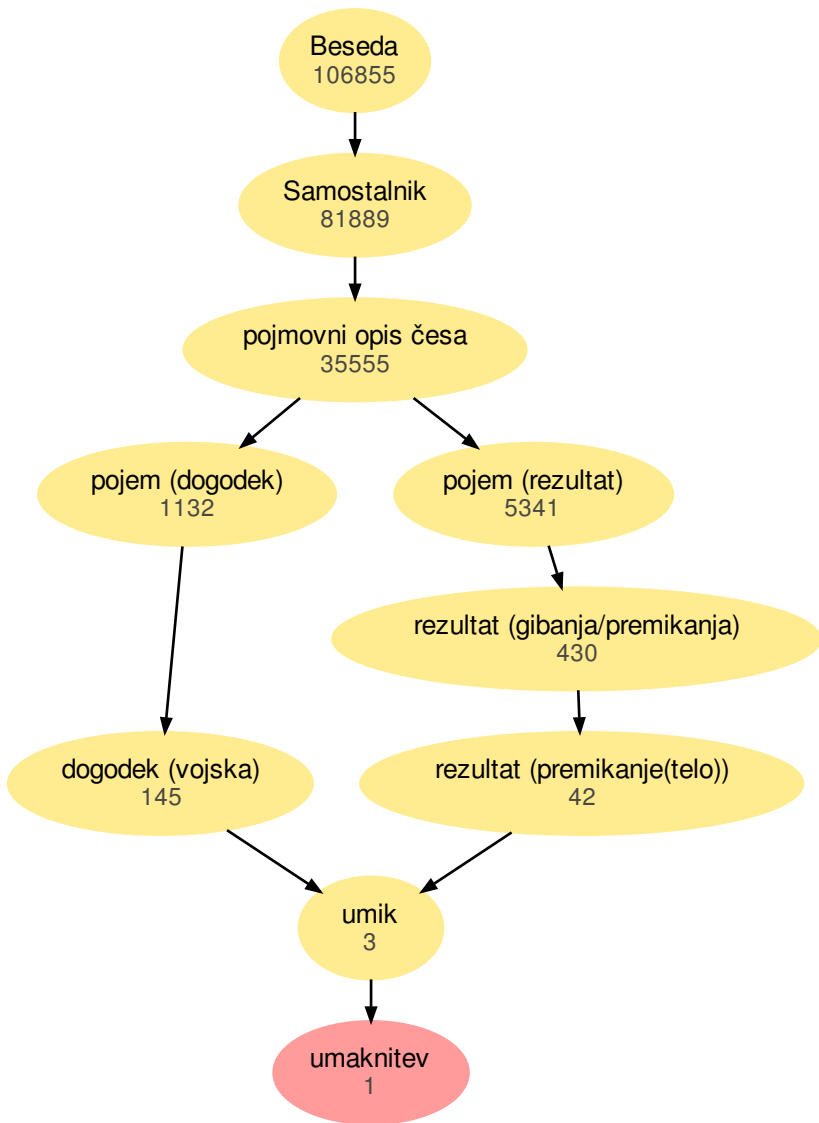 Beseda
106855
Samostalnik
81889
pojmovni opis česa
35555
pojem (dogodek)
1132
pojem (rezultat)
5341
rezultat (gibanja/premikanja)
430
dogodek (vojska)
145
rezultat (premikanje(telo))
42
umik
3
umaknitev
1